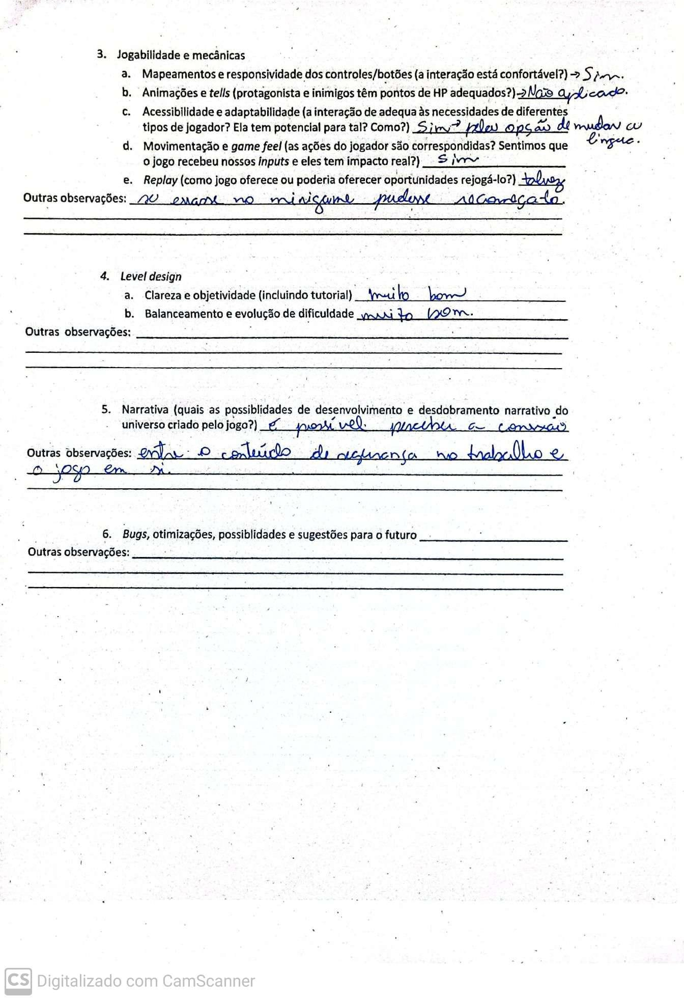 3. Jogabilidade e mecânicas
a. Mapeamentos e responsividade dos controles/botões (a interação está confortável?) → Sim.
b. Animações e tells (protagonista e inimigos têm pontos de HP adequados?) → Não aplicado.
c. Acessibilidade e adaptabilidade (a interação de adequa às necessidades de diferentes
tipos de jogador? Ela tem potencial para tal? Como?) Sim → pela opção de mudar a
língua.
d. Movimentação e game feel (as ações do jogador são correspondidas? Sentimos que
o jogo recebeu nossos inputs e eles tem impacto real?) Sim
e. Replay (como jogo oferece ou poderia oferecer oportunidades rejogá-lo?) talvez
Outras observações: se errasse no minigame pudesse recomeça-lo.
4. Level design
a. Clareza e objetividade (incluindo tutorial) muito bom
b. Balanceamento e evolução de dificuldade muito bom.
Outras observações:
5. Narrativa (quais as possiblidades de desenvolvimento e desdobramento narrativo do
universo criado pelo jogo?) é possível perceber a conexão
Outras observações: entre o conteúdo de segurança no trabalho e
o jogo em si.
6. Bugs, otimizações, possiblidades e sugestões para o futuro
Outras observações:
CS Digitalizado com CamScanner